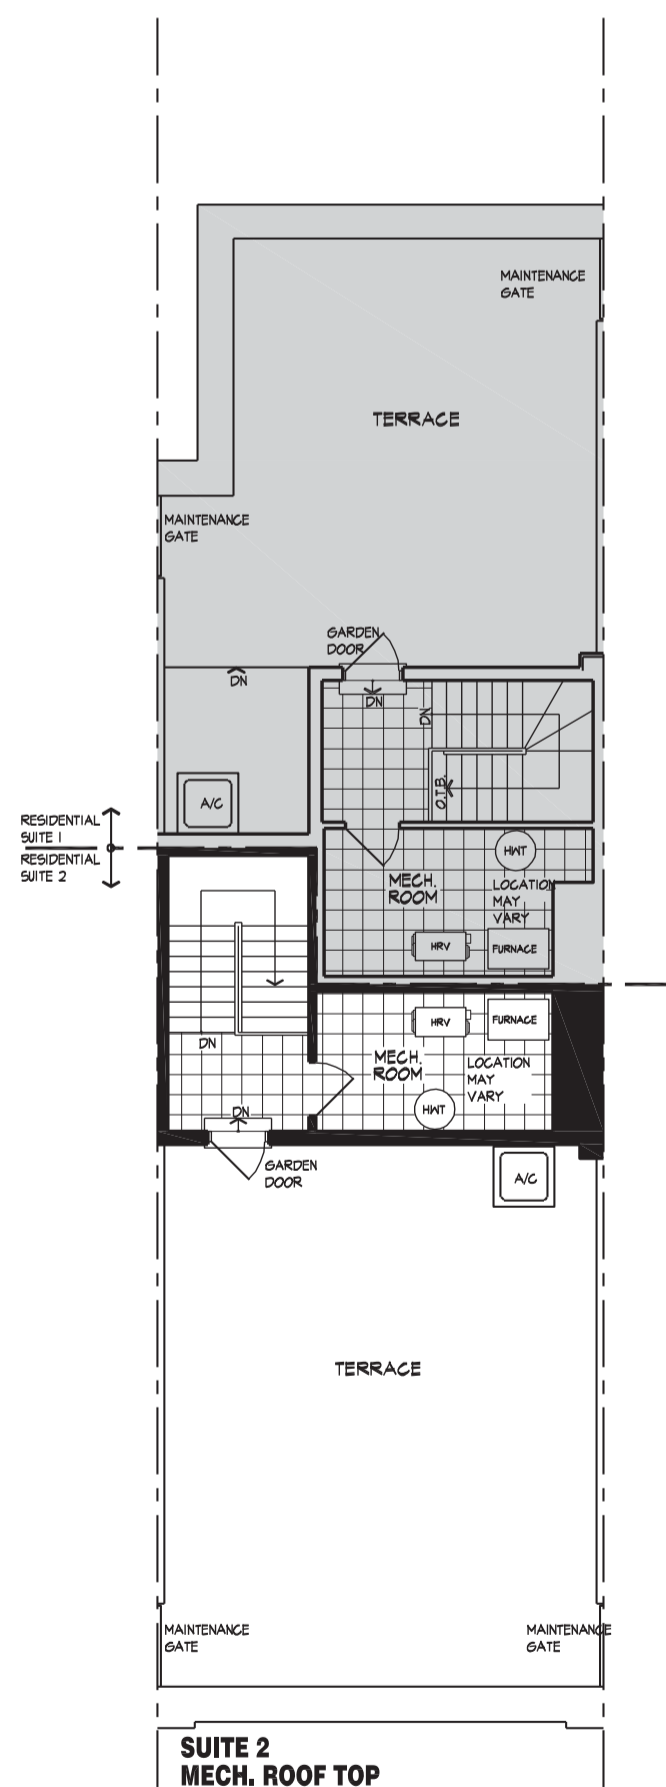 MAINTENANCE
GATE
TERRACE
MAINTENANCE
GATE
GARDEN
DOOR
DN
DN
DN
O.T.B.
A/C
RESIDENTIAL
SUITE 1
RESIDENTIAL
SUITE 2
HWT
MECH.
ROOM
LOCATION
MAY
VARY
HRV
FURNACE
HRV
FURNACE
DN
MECH.
ROOM
LOCATION
MAY
VARY
HWT
DN
GARDEN
DOOR
A/C
TERRACE
MAINTENANCE
GATE
MAINTENANCE
GATE
SUITE 2
MECH. ROOF TOP